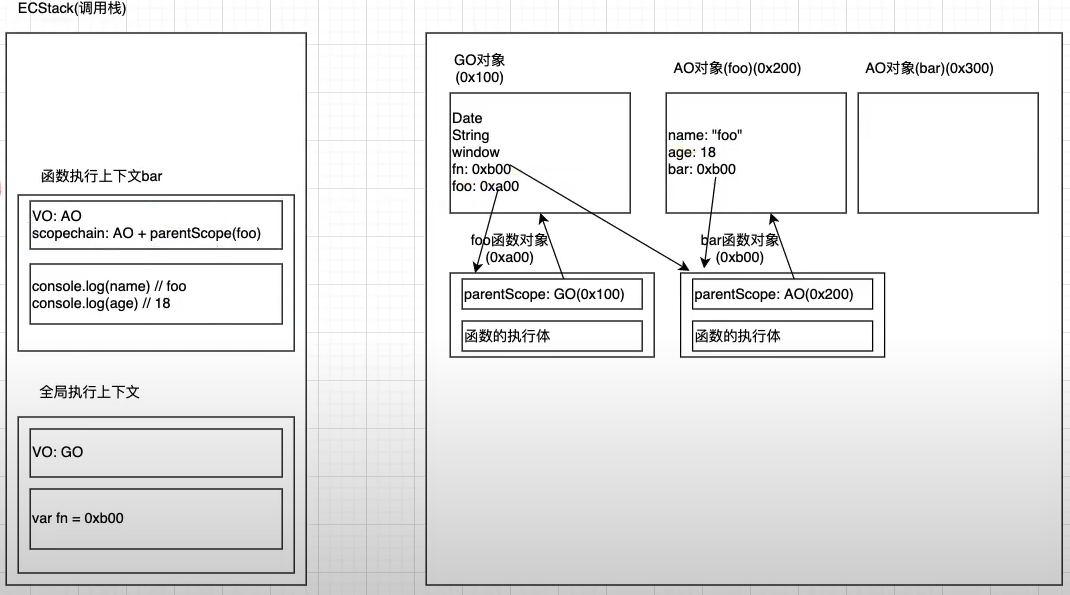 ECStack(调用栈)
函数执行上下文bar
VO: AO
scopechain: AO + parentScope(foo)
console.log(name) // foo
console.log(age) // 18
全局执行上下文
VO: GO
var fn = 0xb00
GO对象
(0x100)
Date
String
window
fn: 0xb00
foo: 0xa00
AO对象(foo)(0x200)
name: "foo"
age: 18
bar: 0xb00
AO对象(bar)(0x300)
foo函数对象
(0xa00)
parentScope: GO(0x100)
函数的执行体
bar函数对象
(0xb00)
parentScope: AO(0x200)
函数的执行体